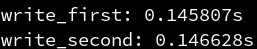 write_first: 0.145807s
write_second: 0.146628s